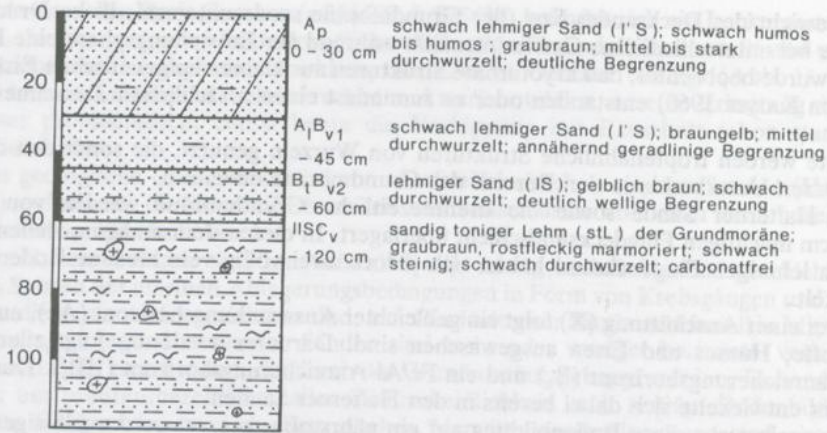 0
20
40
60
80
100
0 – 30 cm
schwach lehmiger Sand (l'S); schwach humos
bis humos; graubraun; mittel bis stark
durchwurzelt; deutliche Begrenzung
AlBv1
– 45 cm
schwach lehmiger Sand (l'S); braungelb; mittel
durchwurzelt; annähernd geradlinige Begrenzung
BtBv2
– 60 cm
lehmiger Sand (lS); gelblich braun; schwach
durchwurzelt; deutlich wellige Begrenzung
IISCv
– 120 cm
sandig toniger Lehm (stL) der Grundmoräne;
graubraun rostfleckig marmoriert; schwach
steinig; schwach durchwurzelt; carbonatfrei